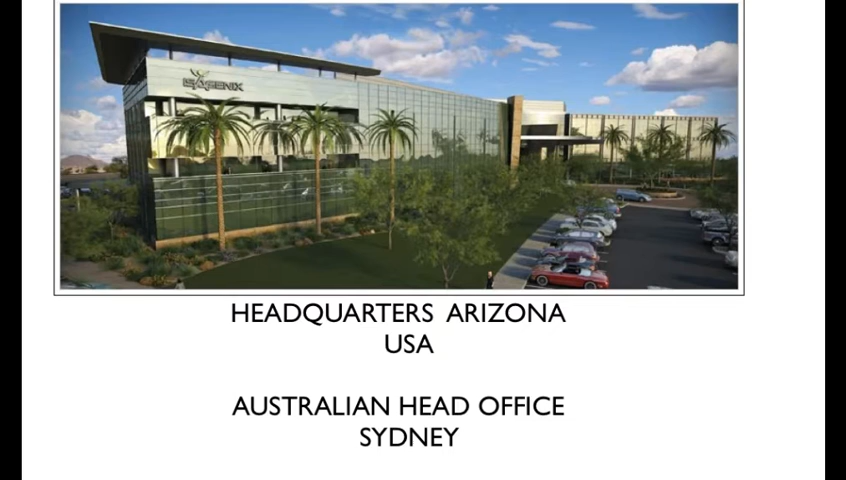 HEADQUARTERS ARIZONA
USA
AUSTRALIAN HEAD OFFICE
SYDNEY